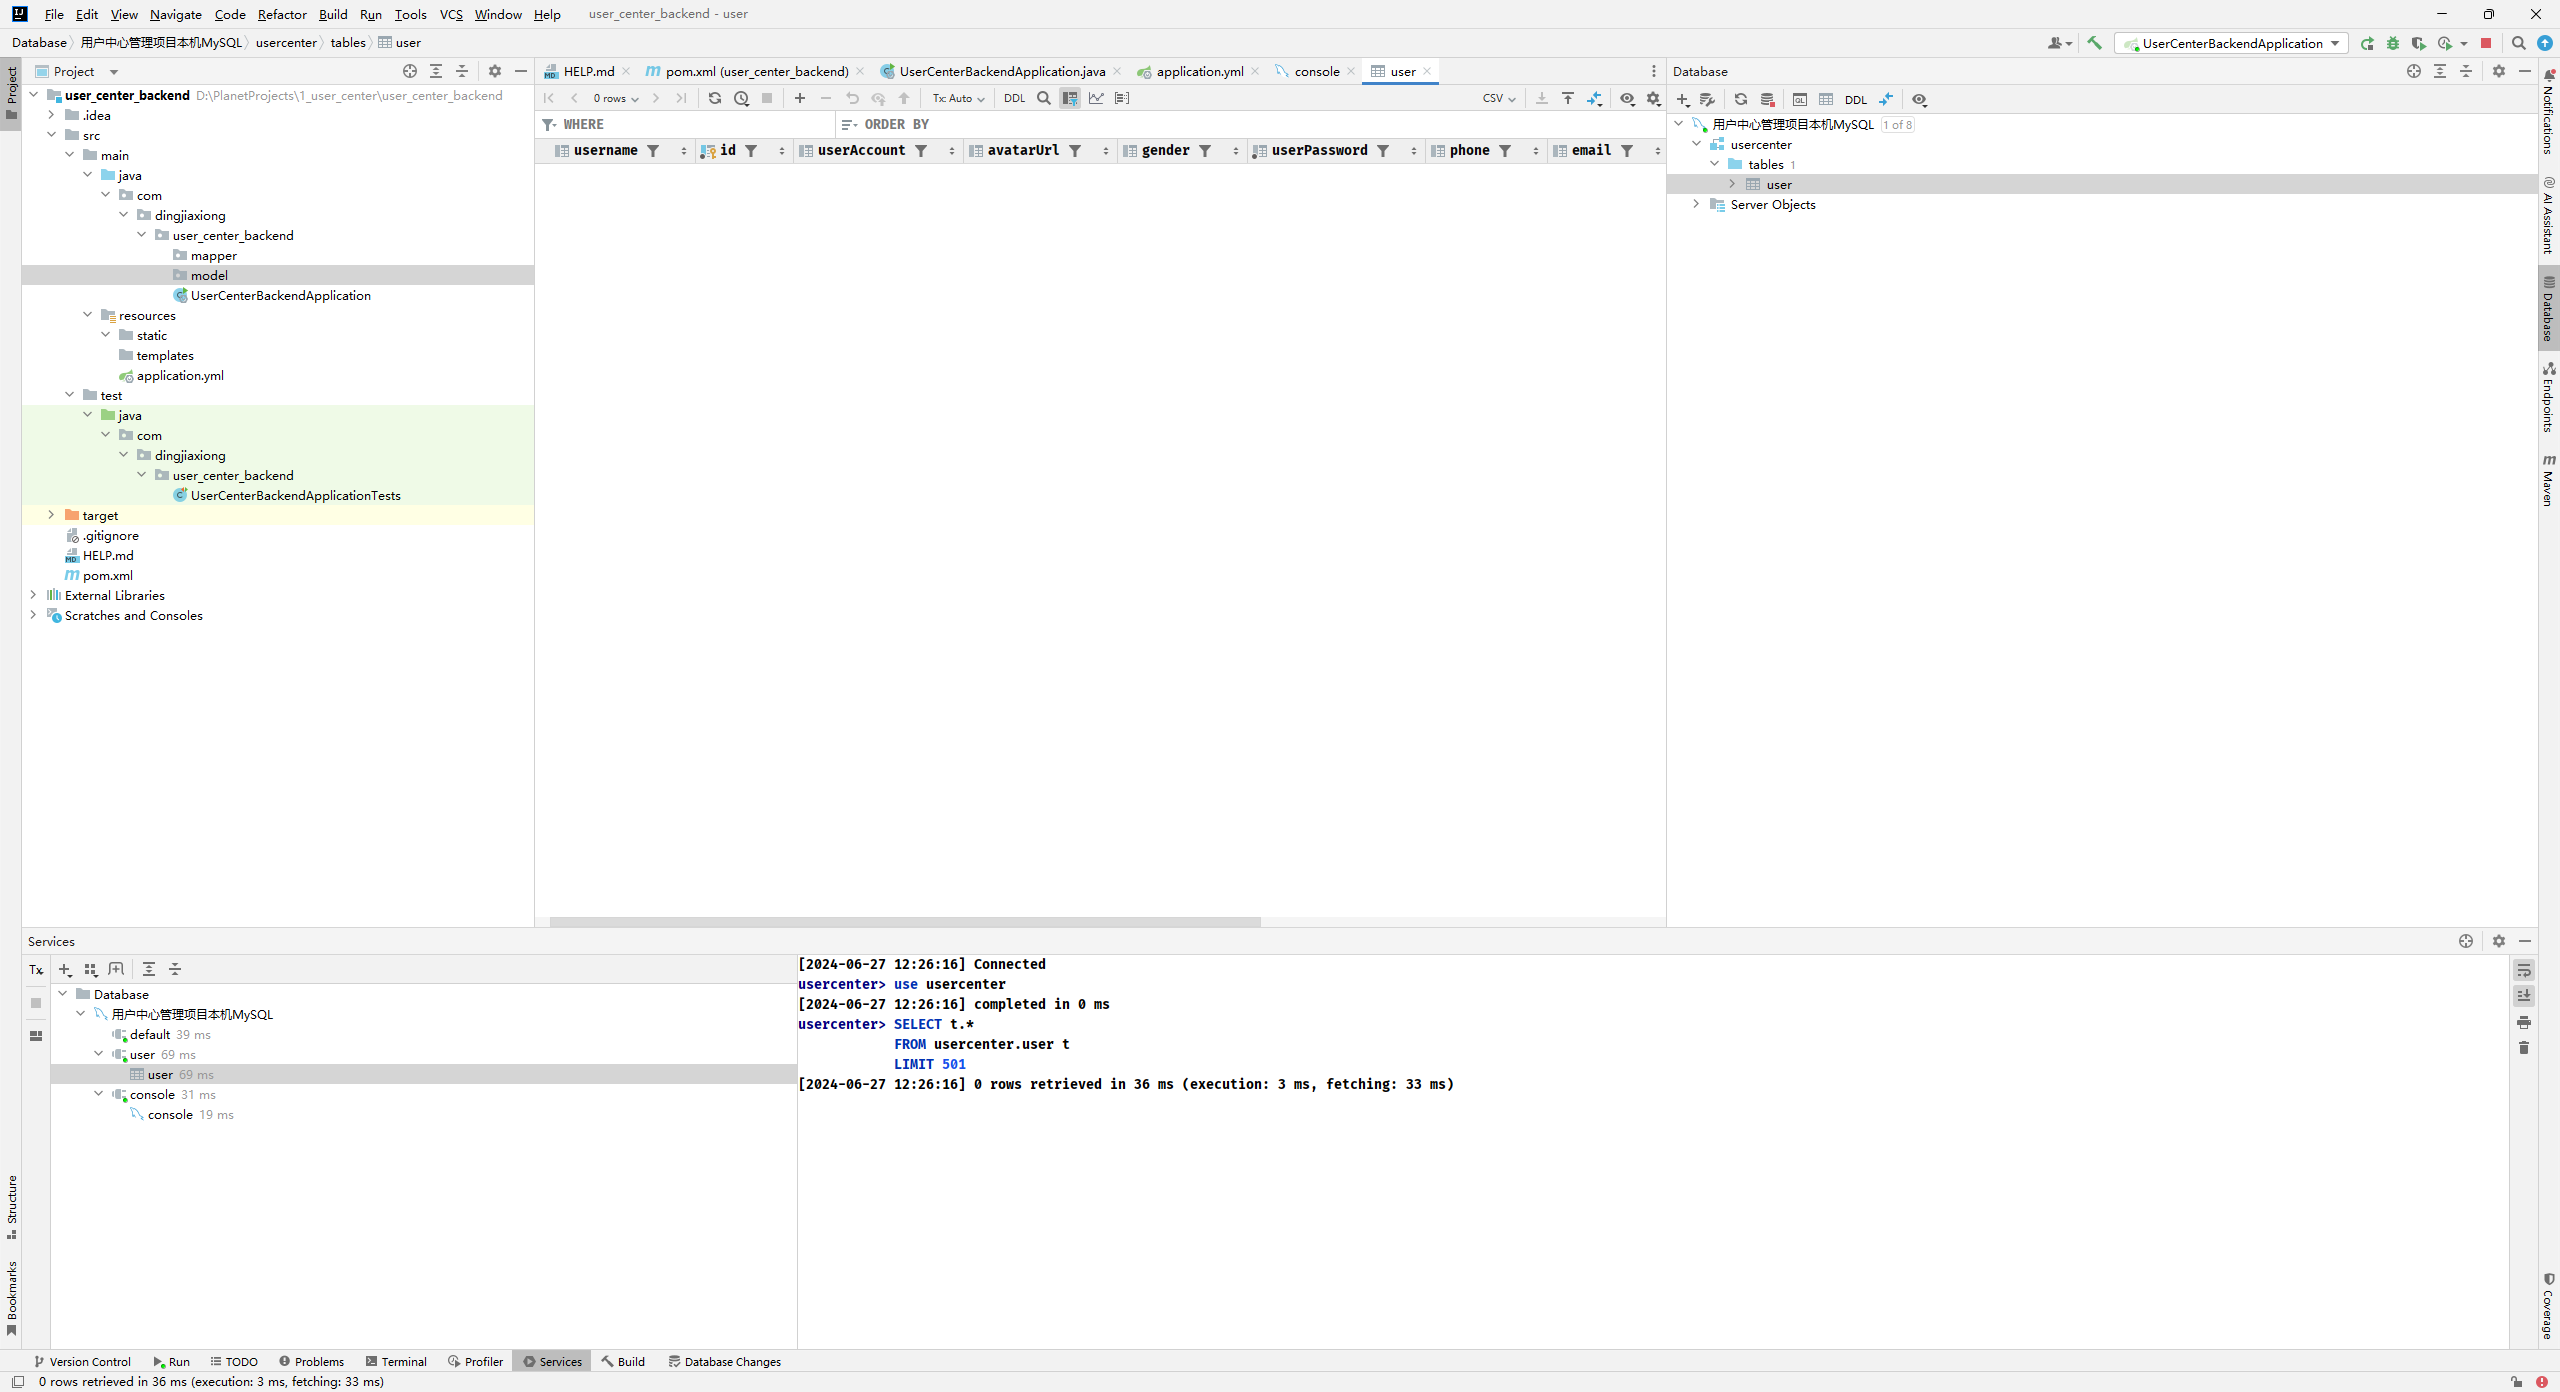 File Edit View Navigate Code Refactor Build Run Tools VCS Window Help user_center_backend - user
Database 用户中心管理项目本机MySQL usercenter tables user
UserCenterBackendApplication
Project
Project
user_center_backend D:\PlanetProjects\1_user_center\user_center_backend
.idea
src
main
java
com
dingjiaxiong
user_center_backend
mapper
model
UserCenterBackendApplication
resources
static
templates
application.yml
test
java
com
dingjiaxiong
user_center_backend
UserCenterBackendApplicationTests
target
.gitignore
HELP.md
pom.xml
External Libraries
Scratches and Consoles
HELP.md pom.xml (user_center_backend) UserCenterBackendApplication.java application.yml console user
0 rows Tx: Auto DDL CSV
WHERE ORDER BY
username id userAccount avatarUrl gender userPassword phone email
Database
DDL
用户中心管理项目本机MySQL 1 of 8
usercenter
tables 1
user
Server Objects
Notifications
AI Assistant
Database
Endpoints
Maven
Services
Tx
Database
用户中心管理项目本机MySQL
default 39 ms
user 69 ms
user 69 ms
console 31 ms
console 19 ms
[2024-06-27 12:26:16] Connected
usercenter> use usercenter
[2024-06-27 12:26:16] completed in 0 ms
usercenter> SELECT t.*
FROM usercenter.user t
LIMIT 501
[2024-06-27 12:26:16] 0 rows retrieved in 36 ms (execution: 3 ms, fetching: 33 ms)
Structure
Bookmarks
Coverage
Version Control Run TODO Problems Terminal Profiler Services Build Database Changes
0 rows retrieved in 36 ms (execution: 3 ms, fetching: 33 ms)